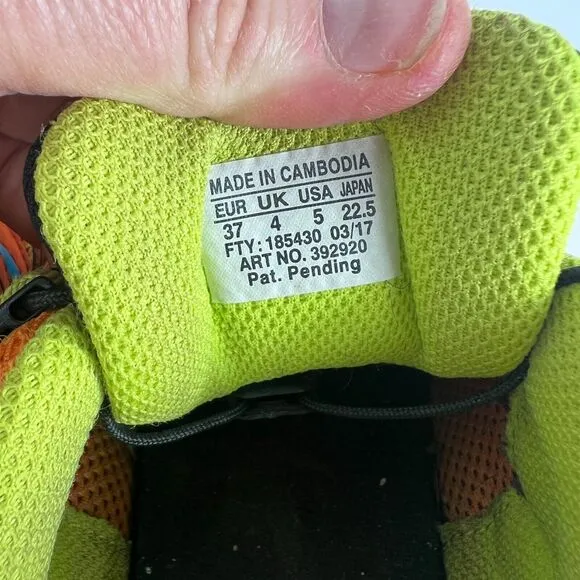 MADE IN CAMBODIA
EUR UK USA JAPAN
37 4 5 22.5
FTY: 185430 03/17
ART NO. 392920
Pat. Pending